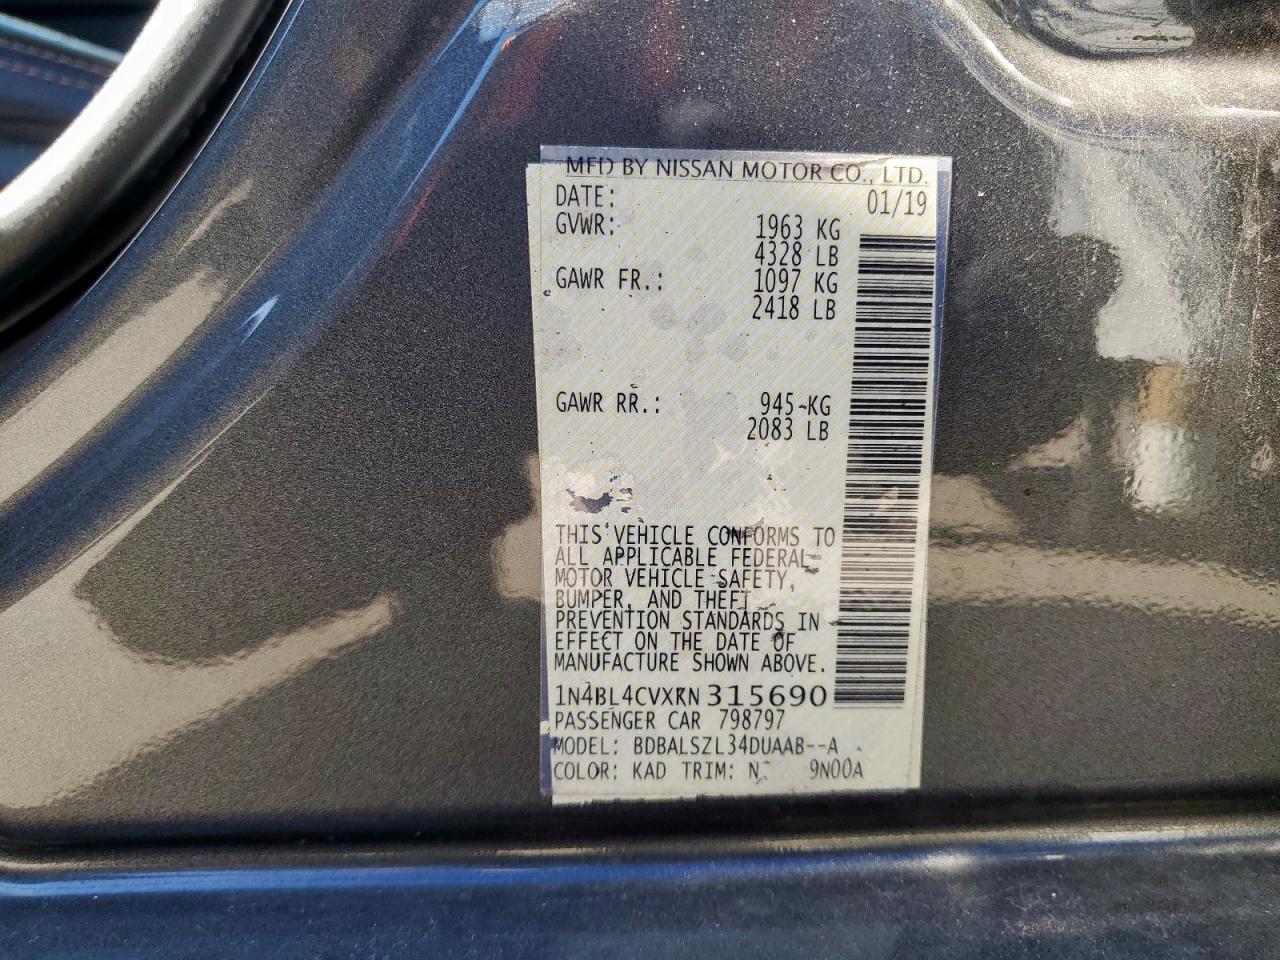 MFD BY NISSAN MOTOR CO., LTD.
DATE: 01/19
GVWR: 1963 KG
4328 LB
GAWR FR.: 1097 KG
2418 LB
GAWR RR.: 945 KG
2083 LB
THIS VEHICLE CONFORMS TO
ALL APPLICABLE FEDERAL
MOTOR VEHICLE SAFETY,
BUMPER, AND THEFT
PREVENTION STANDARDS IN
EFFECT ON THE DATE OF
MANUFACTURE SHOWN ABOVE.
1N4BL4CVXKN315690
PASSENGER CAR 798797
MODEL: BDBALSZL34DUAAB--A
COLOR: KAD TRIM: 9N00A